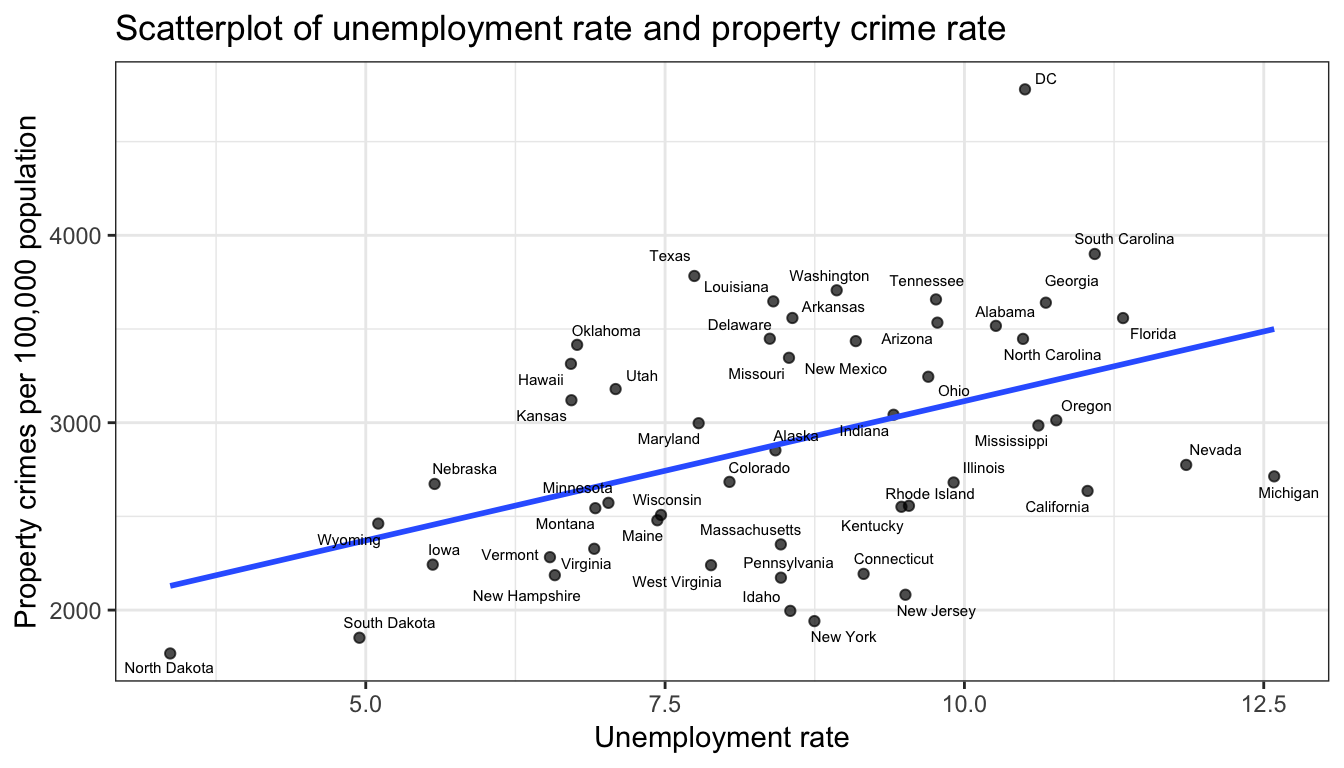 Scatterplot of unemployment rate and property crime rate
Property crimes per 100,000 population
4000
3000
2000
DC
South Carolina
Texas
Washington
Tennessee
Georgia
Louisiana
Arkansas
Alabama
Delaware
Oklahoma
Arizona
Florida
North Carolina
Missouri
New Mexico
Hawaii
Utah
Ohio
Kansas
Oregon
Indiana
Maryland
Alaska
Mississippi
Nevada
Nebraska
Colorado
Illinois
Minnesota
Rhode Island
Michigan
Wisconsin
California
Montana
Kentucky
Massachusetts
Maine
Wyoming
Iowa
Vermont
Virginia
Pennsylvania
Connecticut
West Virginia
New Hampshire
Idaho
New Jersey
South Dakota
New York
North Dakota
5.0
7.5
10.0
12.5
Unemployment rate